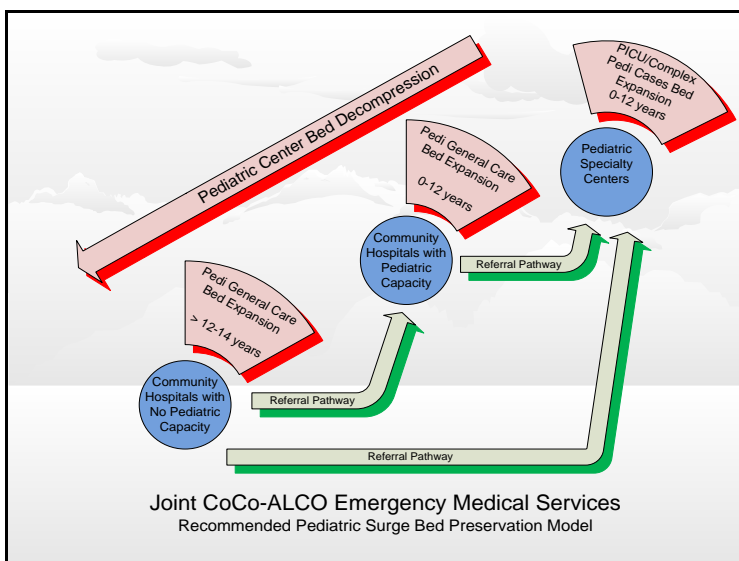 Pediatric Center Bed Decompression
PICU/Complex
Pedi Cases Bed
Expansion
0-12 years
Pediatric
Specialty
Centers
Pedi General Care
Bed Expansion
0-12 years
Community
Hospitals with
Pediatric
Capacity
Referral Pathway
Pedi General Care
Bed Expansion
> 12-14 years
Community
Hospitals with
No Pediatric
Capacity
Referral Pathway
Referral Pathway
Joint CoCo-ALCO Emergency Medical Services
Recommended Pediatric Surge Bed Preservation Model